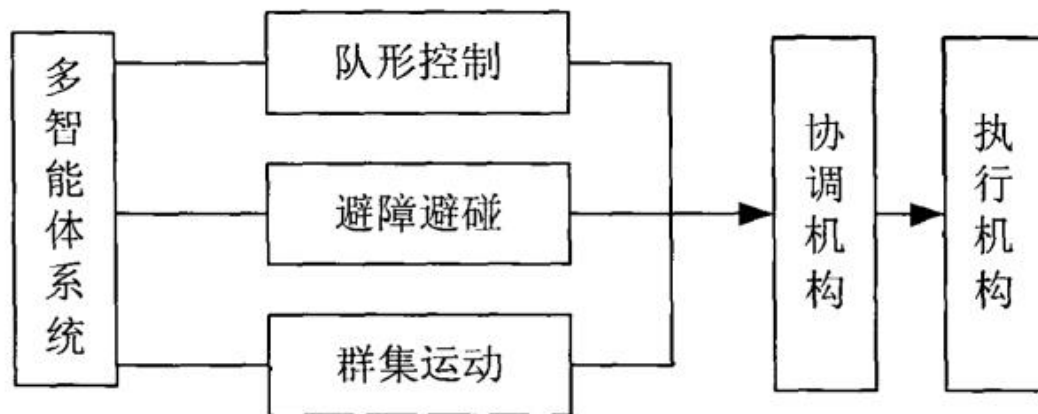 多智能体系统
队形控制
避障避碰
群集运动
协调机构
执行机构